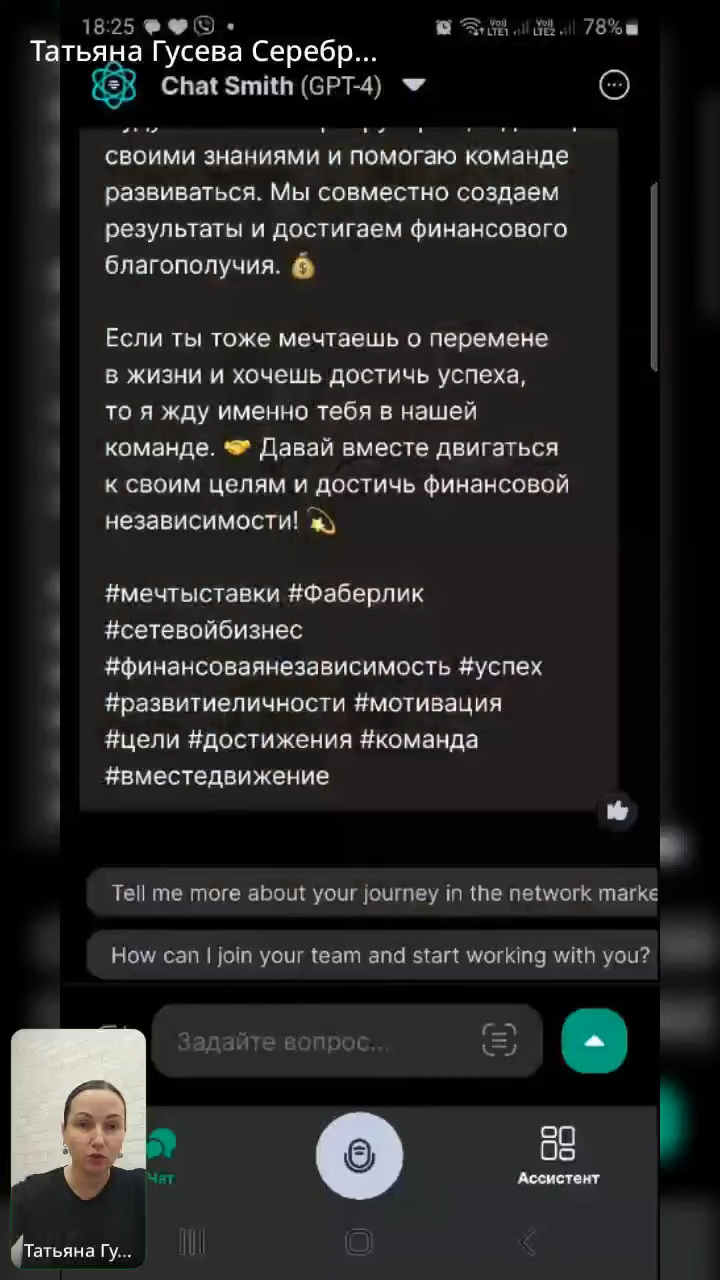 18:25
78%
Татьяна Гусева Серебр...
Chat Smith (GPT-4)
своими знаниями и помогаю команде
развиваться. Мы совместно создаем
результаты и достигаем финансового
благополучия. 💰
Если ты тоже мечтаешь о перемене
в жизни и хочешь достичь успеха,
то я жду именно тебя в нашей
команде. 🤝 Давай вместе двигаться
к своим целям и достичь финансовой
независимости! 💫
#мечтыставки #Фаберлик
#сетевойбизнес
#финансоваянезависимость #успех
#развитиеличности #мотивация
#цели #достижения #команда
#вместедвижение
Tell me more about your journey in the network marke
How can I join your team and start working with you?
Задайте вопрос...
Чат
Ассистент
Татьяна Гу...